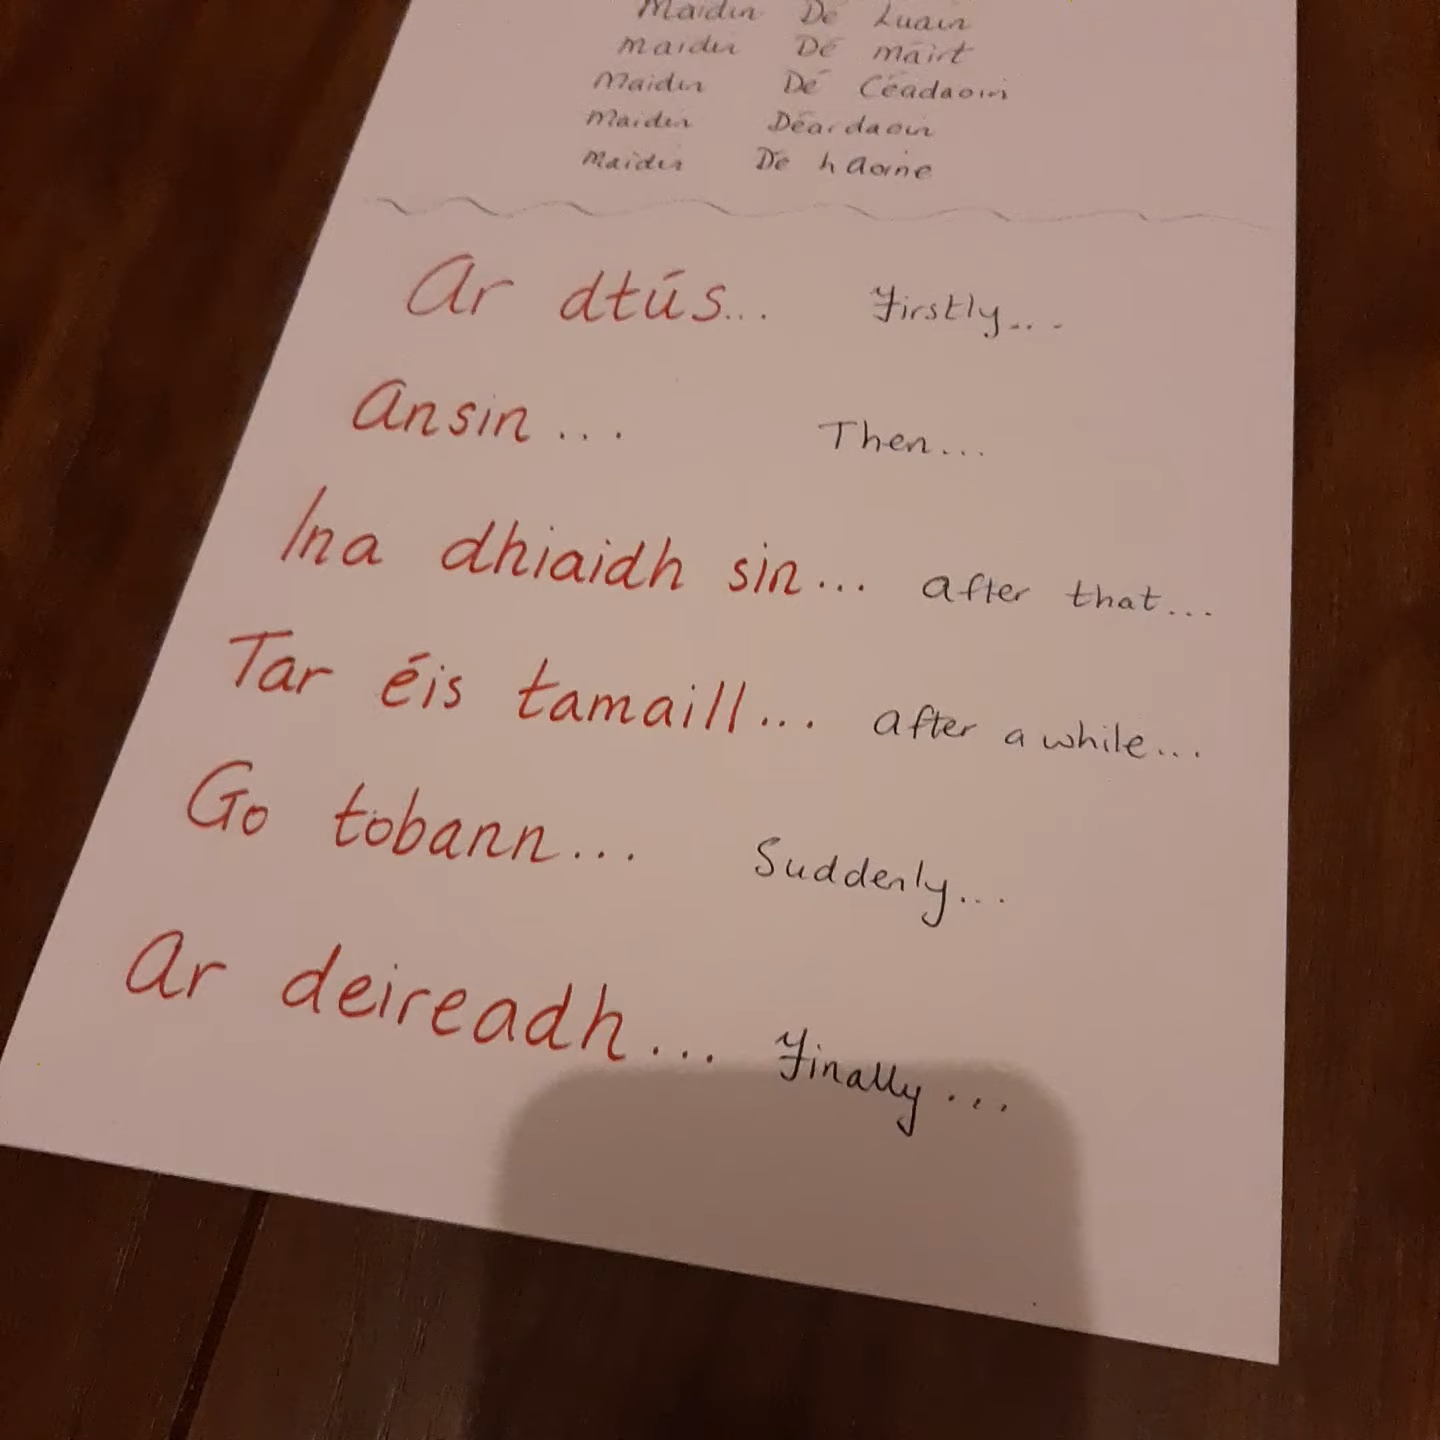 Maidin Dé Luain
Maidin Dé máirt
Maidin Dé Céadaoin
Maidin Déardaoin
Maidin Dé hAoine
Ar dtús... Firstly....
Ansin... Then...
Ina dhiaidh sin... after that...
Tar éis tamaill... after a while...
Go tobann... Suddenly...
Ar deireadh... Finally...